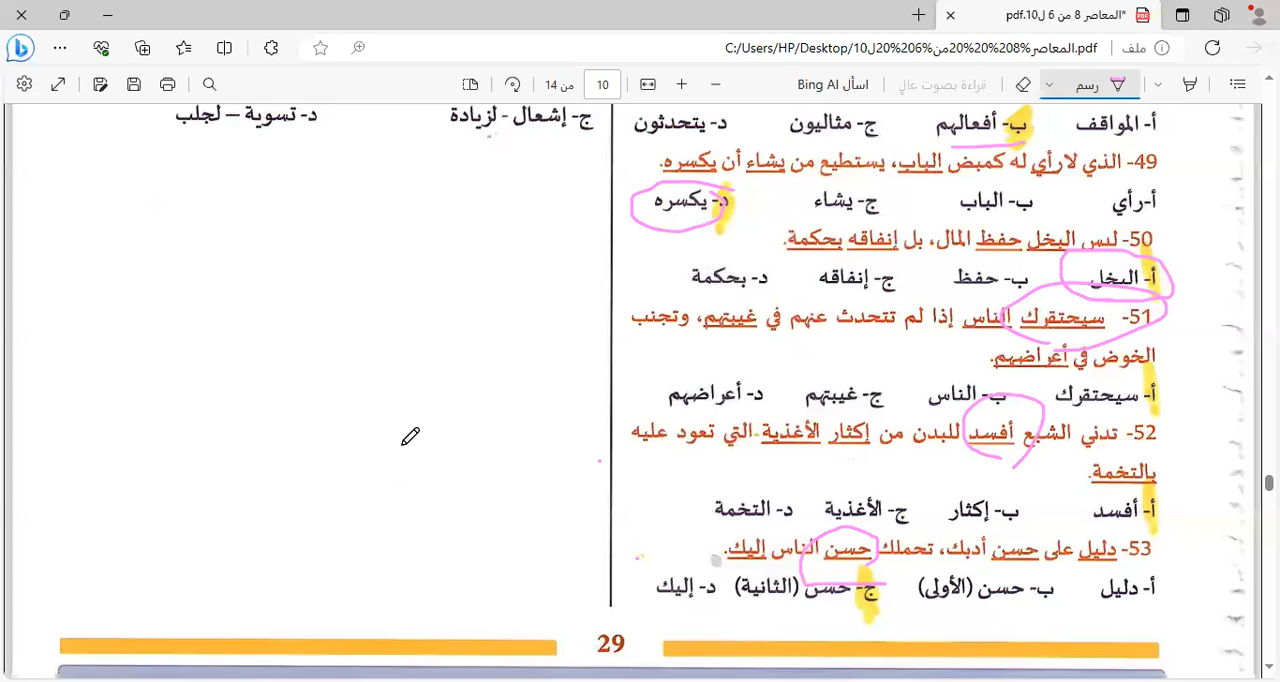 *المعاصر 8 من 6 ل10.pdf
ملف
C:/Users/HP/Desktop/المعاصر%208%20%20من%206%20ل10.pdf
رسم
قراءة بصوت عالٍ
اسأل Bing AI
10
من 14
أ- المواقف ب- أفعالهم ج- مثاليون د- يتحدثون
49- الذي لارأي له كمبض الباب، يستطيع من يشاء أن يكسره.
أ-رأي ب- الباب ج- يشاء د- يكسره
50- ليس البخل حفظ المال، بل إنفاقه بحكمة.
أ- البخل ب- حفظ ج- إنفاقه د- بحكمة
51- سيحتقرك الناس إذا لم تتحدث عنهم في غيبتهم، وتجنب
الخوض في أعراضهم.
أ- سيحتقرك ب- الناس ج- غيبتهم د- أعراضهم
52- تدني الشبع أفسد للبدن من إكثار الأغذية التي تعود عليه
بالتخمة.
أ- أفسد ب- إكثار ج- الأغذية د- التخمة
53- دليل على حسن أدبك، تحملك حسن الناس إليك.
أ- دليل ب- حسن (الأولى) ج- حسن (الثانية) د- إليك
ج- إشعال - لزيادة د- تسوية – لجلب
29